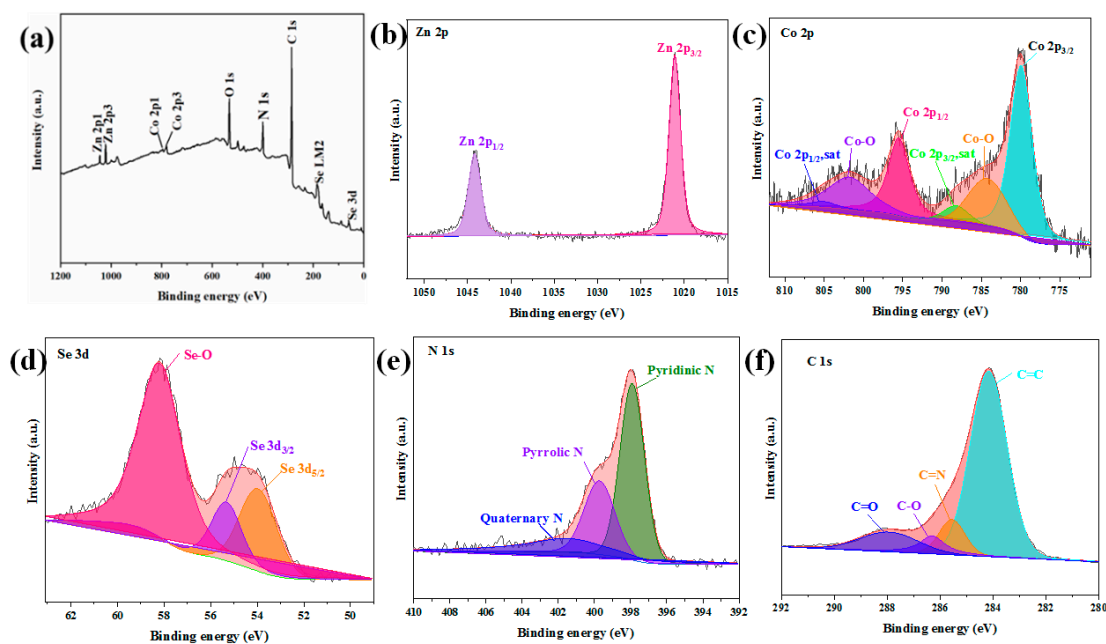 (a)
Intensity (a.u.)
Zn 2p1
Zn 2p3
Co 2p1
Co 2p3
O 1s
N 1s
C 1s
Se LM2
Se 3d
1200 1000 800 600 400 200 0
Binding energy (eV)
(b)
Zn 2p
Intensity (a.u.)
Zn 2p1/2
Zn 2p3/2
1050 1045 1040 1035 1030 1025 1020 1015
Binding energy (eV)
(c)
Co 2p
Intensity (a.u.)
Co 2p1/2,sat
Co-O
Co 2p1/2
Co 2p3/2,sat
Co-O
Co 2p3/2
810 805 800 795 790 785 780 775
Binding energy (eV)
(d)
Se 3d
Intensity (a.u.)
Se-O
Se 3d3/2
Se 3d5/2
62 60 58 56 54 52 50
Binding energy (eV)
(e)
N 1s
Intensity (a.u.)
Quaternary N
Pyrrolic N
Pyridinic N
410 408 406 404 402 400 398 396 394 392
Binding energy (eV)
(f)
C 1s
Intensity (a.u.)
C=O
C-O
C=N
C=C
292 290 288 286 284 282 280
Binding energy (eV)